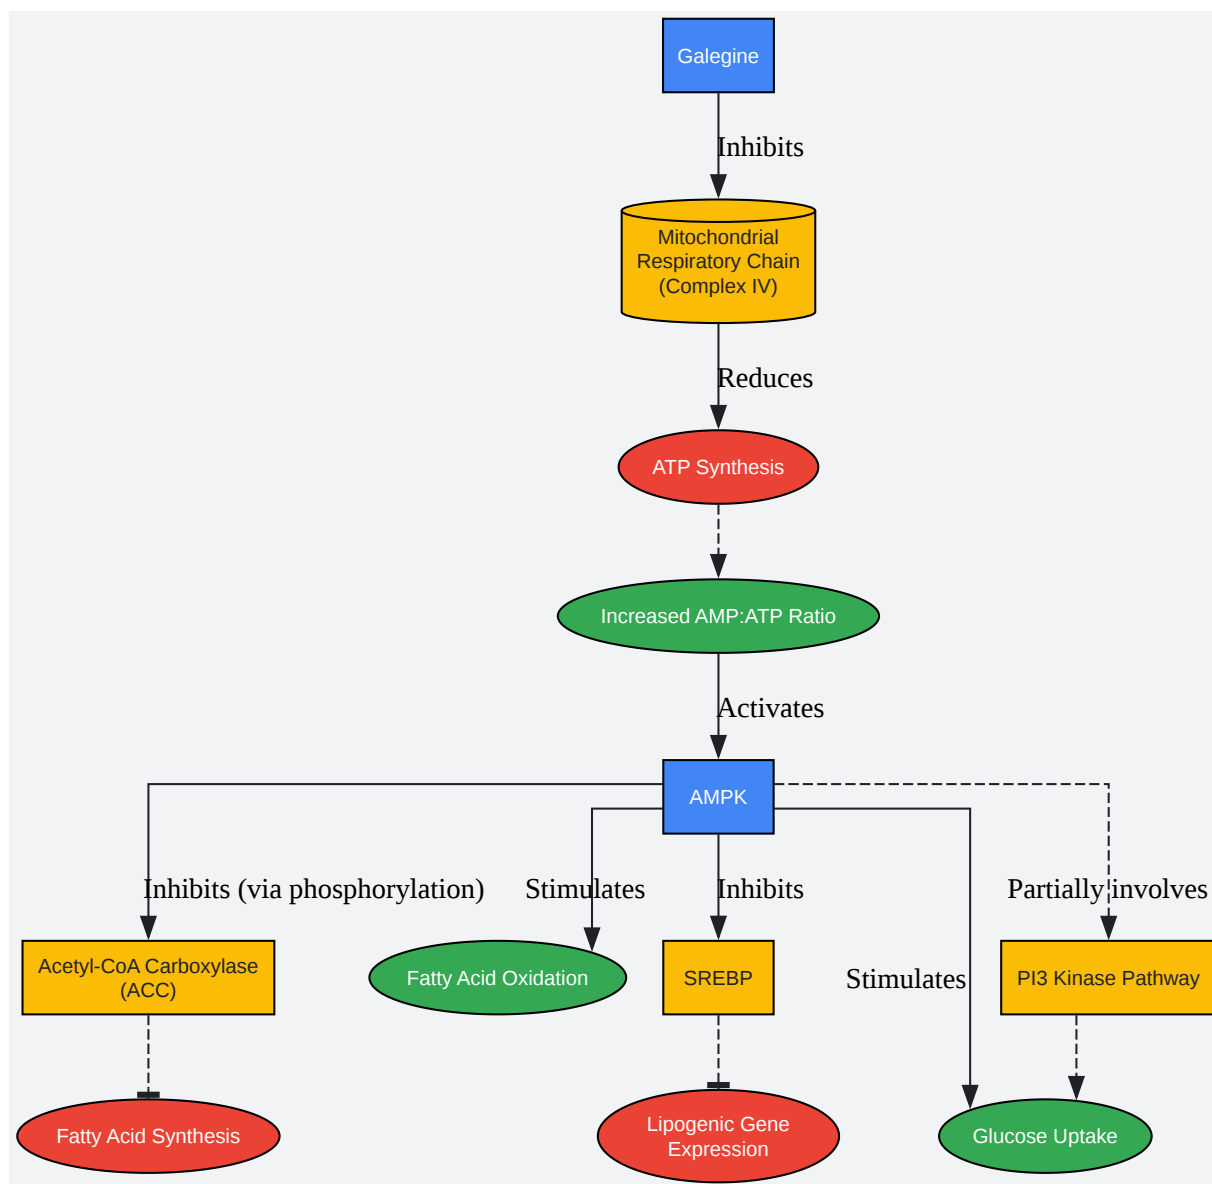 Galegine
Inhibits
Mitochondrial
Respiratory Chain
(Complex IV)
Reduces
ATP Synthesis
Increased AMP:ATP Ratio
Activates
AMPK
Inhibits (via phosphorylation)
Stimulates
Inhibits
Partially involves
Acetyl-CoA Carboxylase
(ACC)
Fatty Acid Oxidation
SREBP
Stimulates
PI3 Kinase Pathway
Fatty Acid Synthesis
Lipogenic Gene
Expression
Glucose Uptake